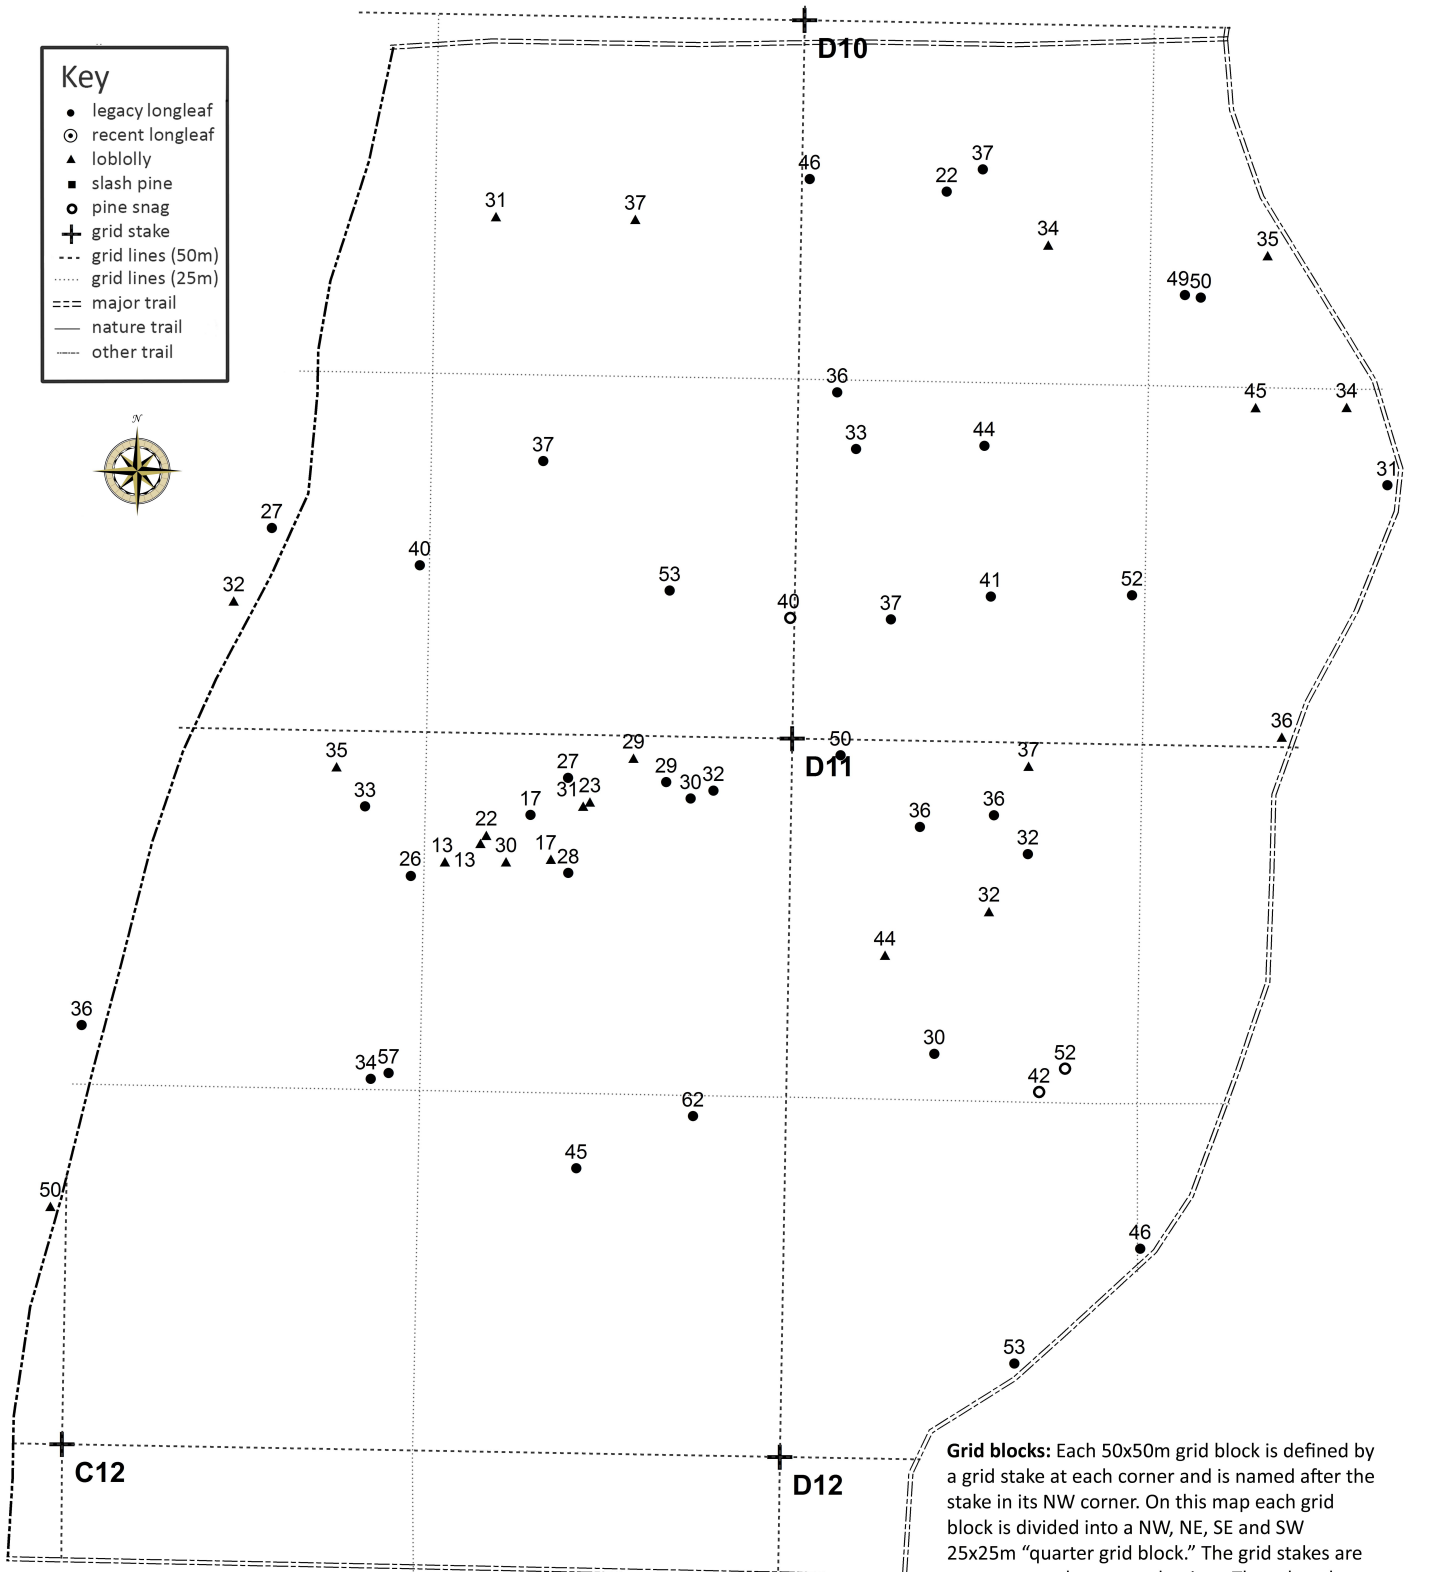 D10
Key
legacy longleaf
recent longleaf
loblolly
slash pine
pine snag
grid stake
grid lines (50m)
grid lines (25m)
major trail
nature trail
other trail
N
46
37
22
31
37
34
35
49 50
36
45
34
33
44
37
31
27
40
32
53
40
37
41
52
36
35
29
50
37
D11
27
29
30 32
33
31 23
17
36
36
22
32
26
13
13
30
17
28
32
44
36
30
52
34 57
42
62
45
50
46
53
C12
D12
Grid blocks: Each 50x50m grid block is defined by
a grid stake at each corner and is named after the
stake in its NW corner. On this map each grid
block is divided into a NW, NE, SE and SW
25x25m “quarter grid block.” The grid stakes are